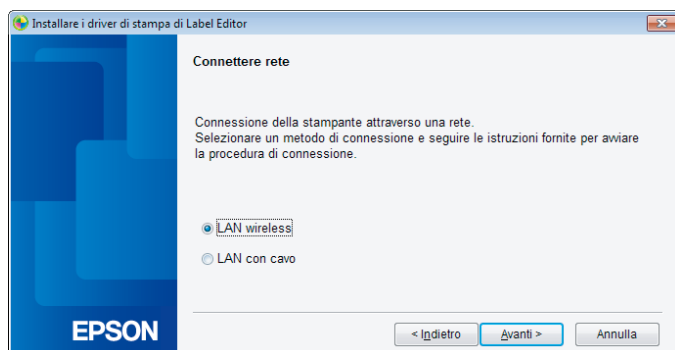 Installare i driver di stampa di Label Editor
Connettere rete
Connessione della stampante attraverso una rete.
Selezionare un metodo di connessione e seguire le istruzioni fornite per avviare
la procedura di connessione.
LAN wireless
LAN con cavo
EPSON
< Indietro
Avanti >
Annulla